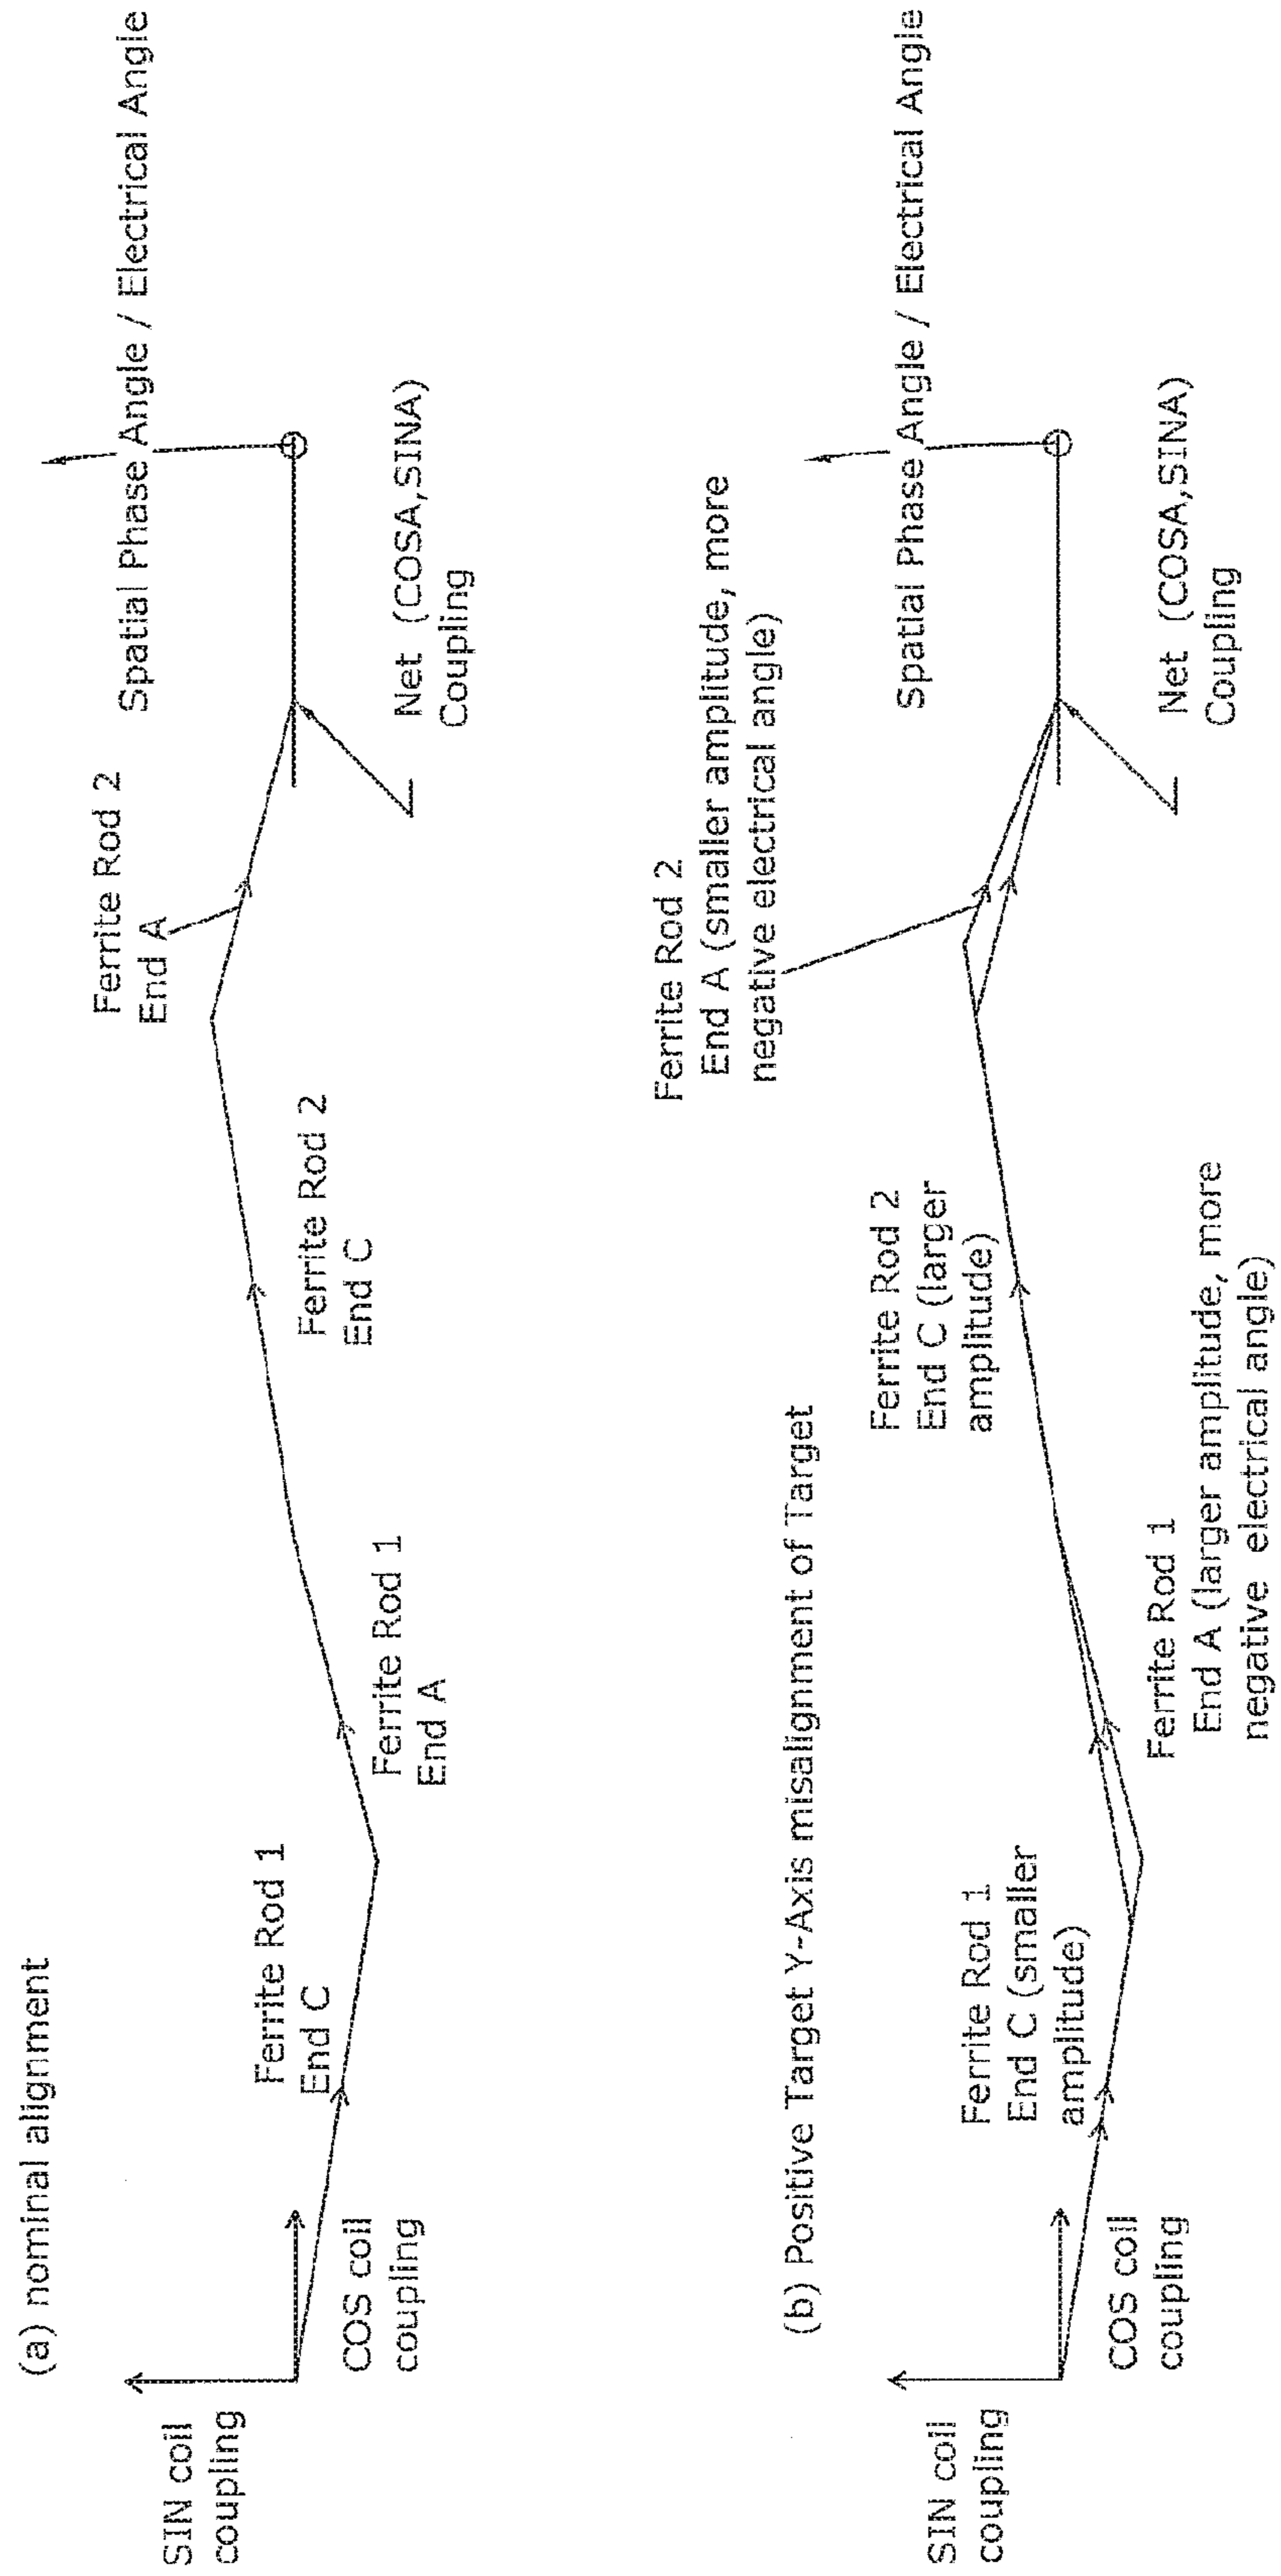 (a) nominal alignment
SIN coil
coupling
COS coil
coupling
Ferrite Rod 1
End C
Ferrite Rod 1
End A
Ferrite Rod 2
End C
Ferrite Rod 2
End A
Spatial Phase Angle / Electrical Angle
Net (COSA,SINA)
Coupling
(b) Positive Target Y-Axis misalignment of Target
SIN coil
coupling
COS coil
coupling
Ferrite Rod 1
End C (smaller
amplitude)
Ferrite Rod 1
End A (larger amplitude, more
negative electrical angle)
Ferrite Rod 2
End C (larger
amplitude)
Ferrite Rod 2
End A (smaller amplitude, more
negative electrical angle)
Spatial Phase Angle / Electrical Angle
Net (COSA,SINA)
Coupling